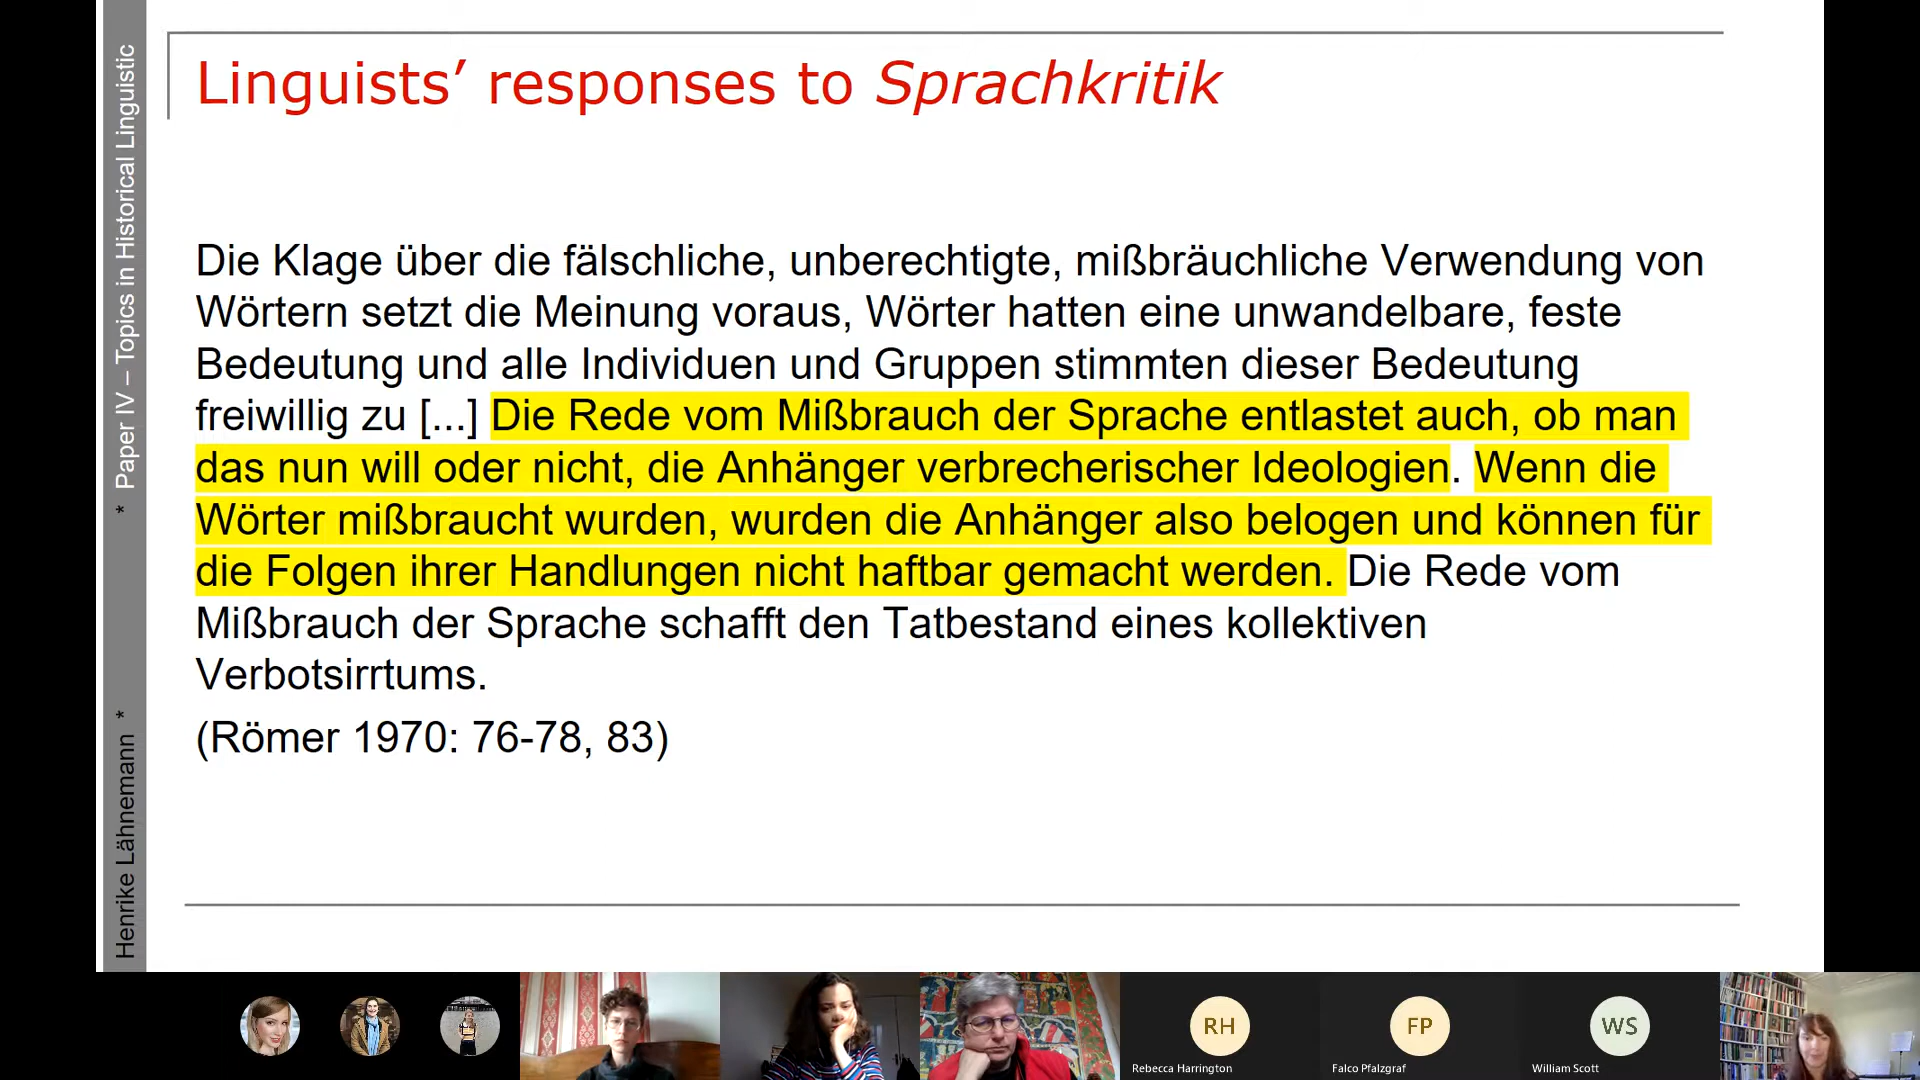 Linguists’ responses to Sprachkritik
Die Klage über die fälschliche, unberechtigte, mißbräuchliche Verwendung von
Wörtern setzt die Meinung voraus, Wörter hatten eine unwandelbare, feste
Bedeutung und alle Individuen und Gruppen stimmten dieser Bedeutung
freiwillig zu [...] Die Rede vom Mißbrauch der Sprache entlastet auch, ob man
das nun will oder nicht, die Anhänger verbrecherischer Ideologien. Wenn die
Wörter mißbraucht wurden, wurden die Anhänger also belogen und können für
die Folgen ihrer Handlungen nicht haftbar gemacht werden. Die Rede vom
Mißbrauch der Sprache schafft den Tatbestand eines kollektiven
Verbotsirrtums.
(Römer 1970: 76-78, 83)
Henrike Lähnemann * * Paper IV – Topics in Historical Linguistic
RH
Rebecca Harrington
FP
Falco Pfalzgraf
WS
William Scott